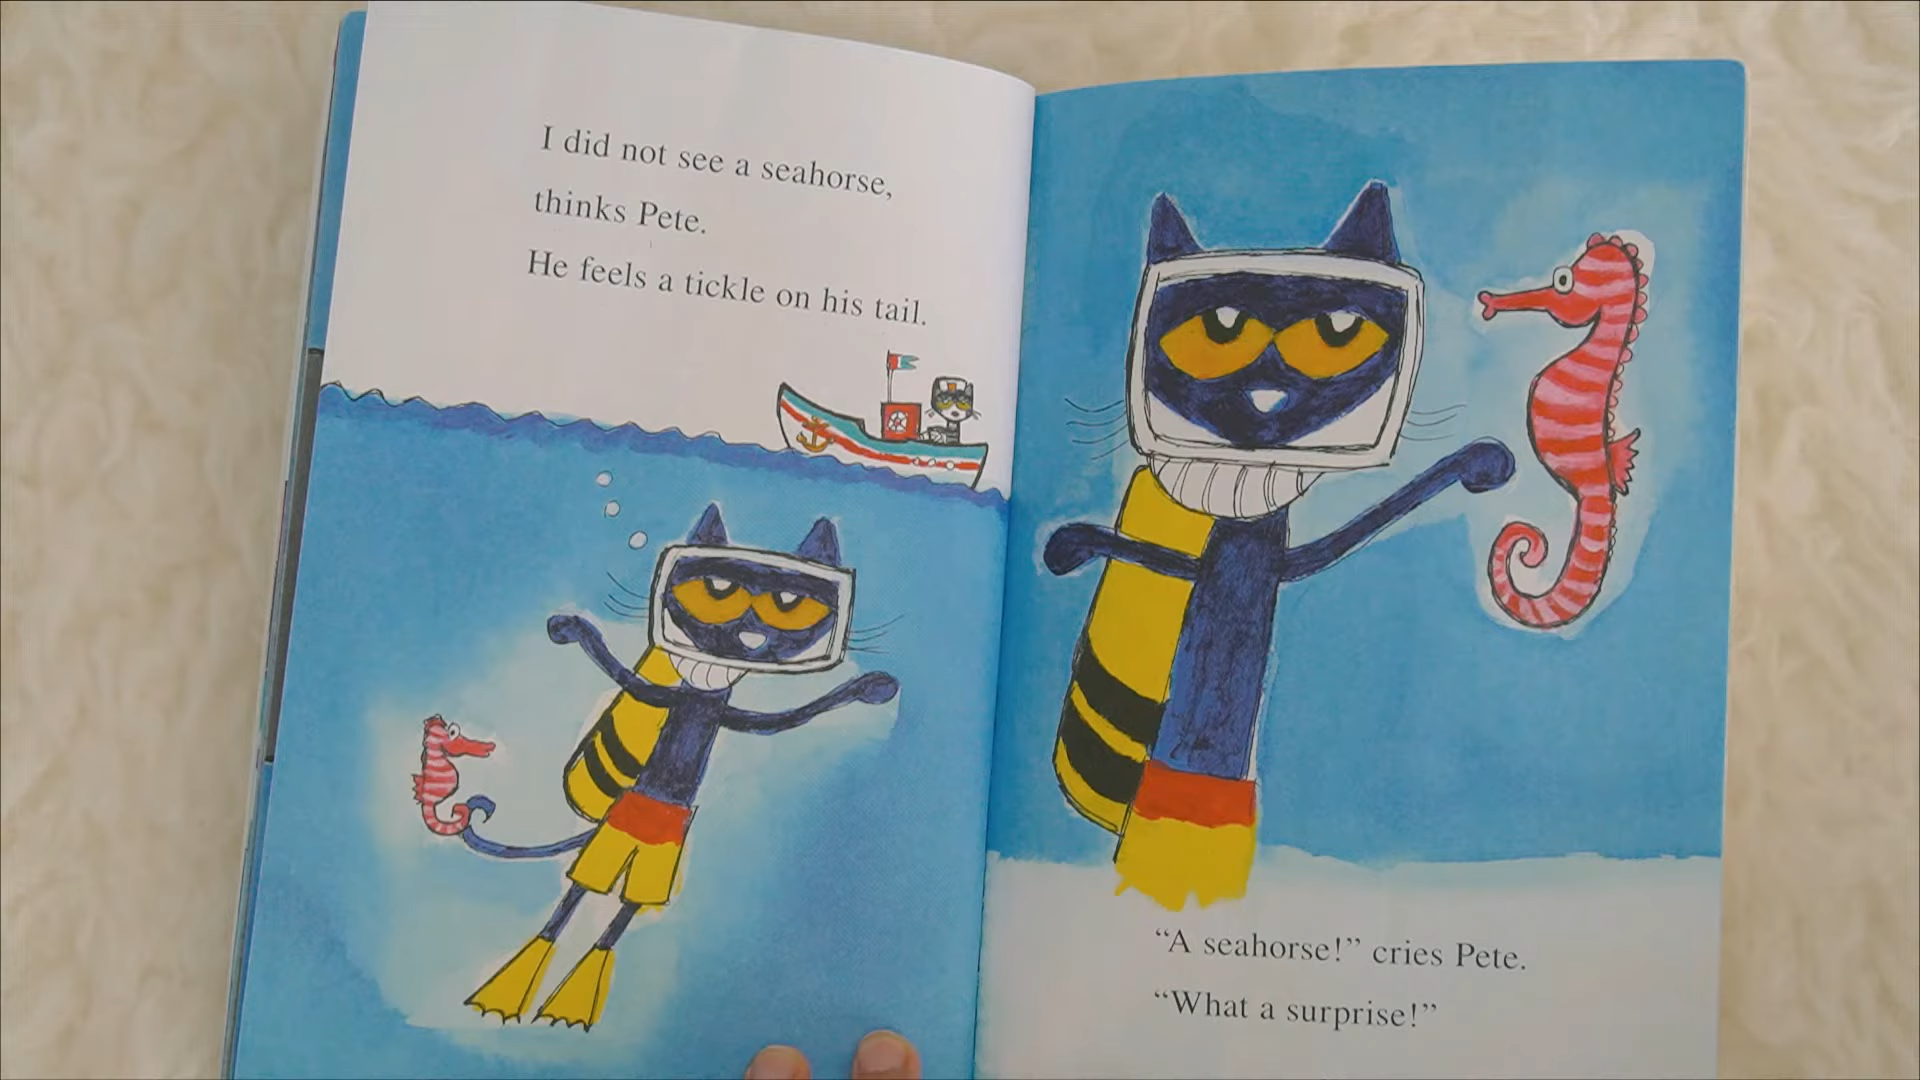 I did not see a seahorse,
thinks Pete.
He feels a tickle on his tail.
“A seahorse!” cries Pete.
“What a surprise!”